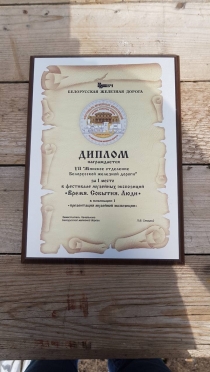 БЕЛОРУССКАЯ ЖЕЛЕЗНАЯ ДОРОГА
ДИПЛОМ
награждается
УП "Минское отделение
Белорусской железной дороги"
за I место
в фестивале музейных экспозиций
«Время. События. Люди»
в номинации
«презентация музейной экспозиции»